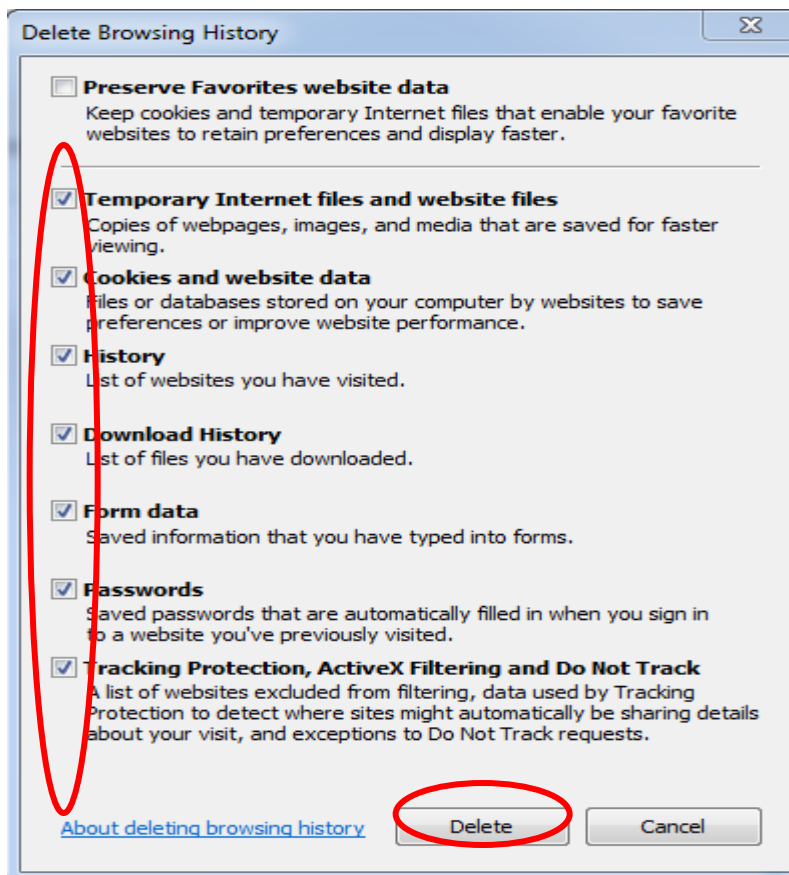 Delete Browsing History
Preserve Favorites website data
Keep cookies and temporary Internet files that enable your favorite
websites to retain preferences and display faster.
Temporary Internet files and website files
Copies of webpages, images, and media that are saved for faster
viewing.
Cookies and website data
Files or databases stored on your computer by websites to save
preferences or improve website performance.
History
List of websites you have visited.
Download History
List of files you have downloaded.
Form data
Saved information that you have typed into forms.
Passwords
Saved passwords that are automatically filled in when you sign in
to a website you've previously visited.
Tracking Protection, ActiveX Filtering and Do Not Track
A list of websites excluded from filtering, data used by Tracking
Protection to detect where sites might automatically be sharing details
about your visit, and exceptions to Do Not Track requests.
About deleting browsing history Delete Cancel